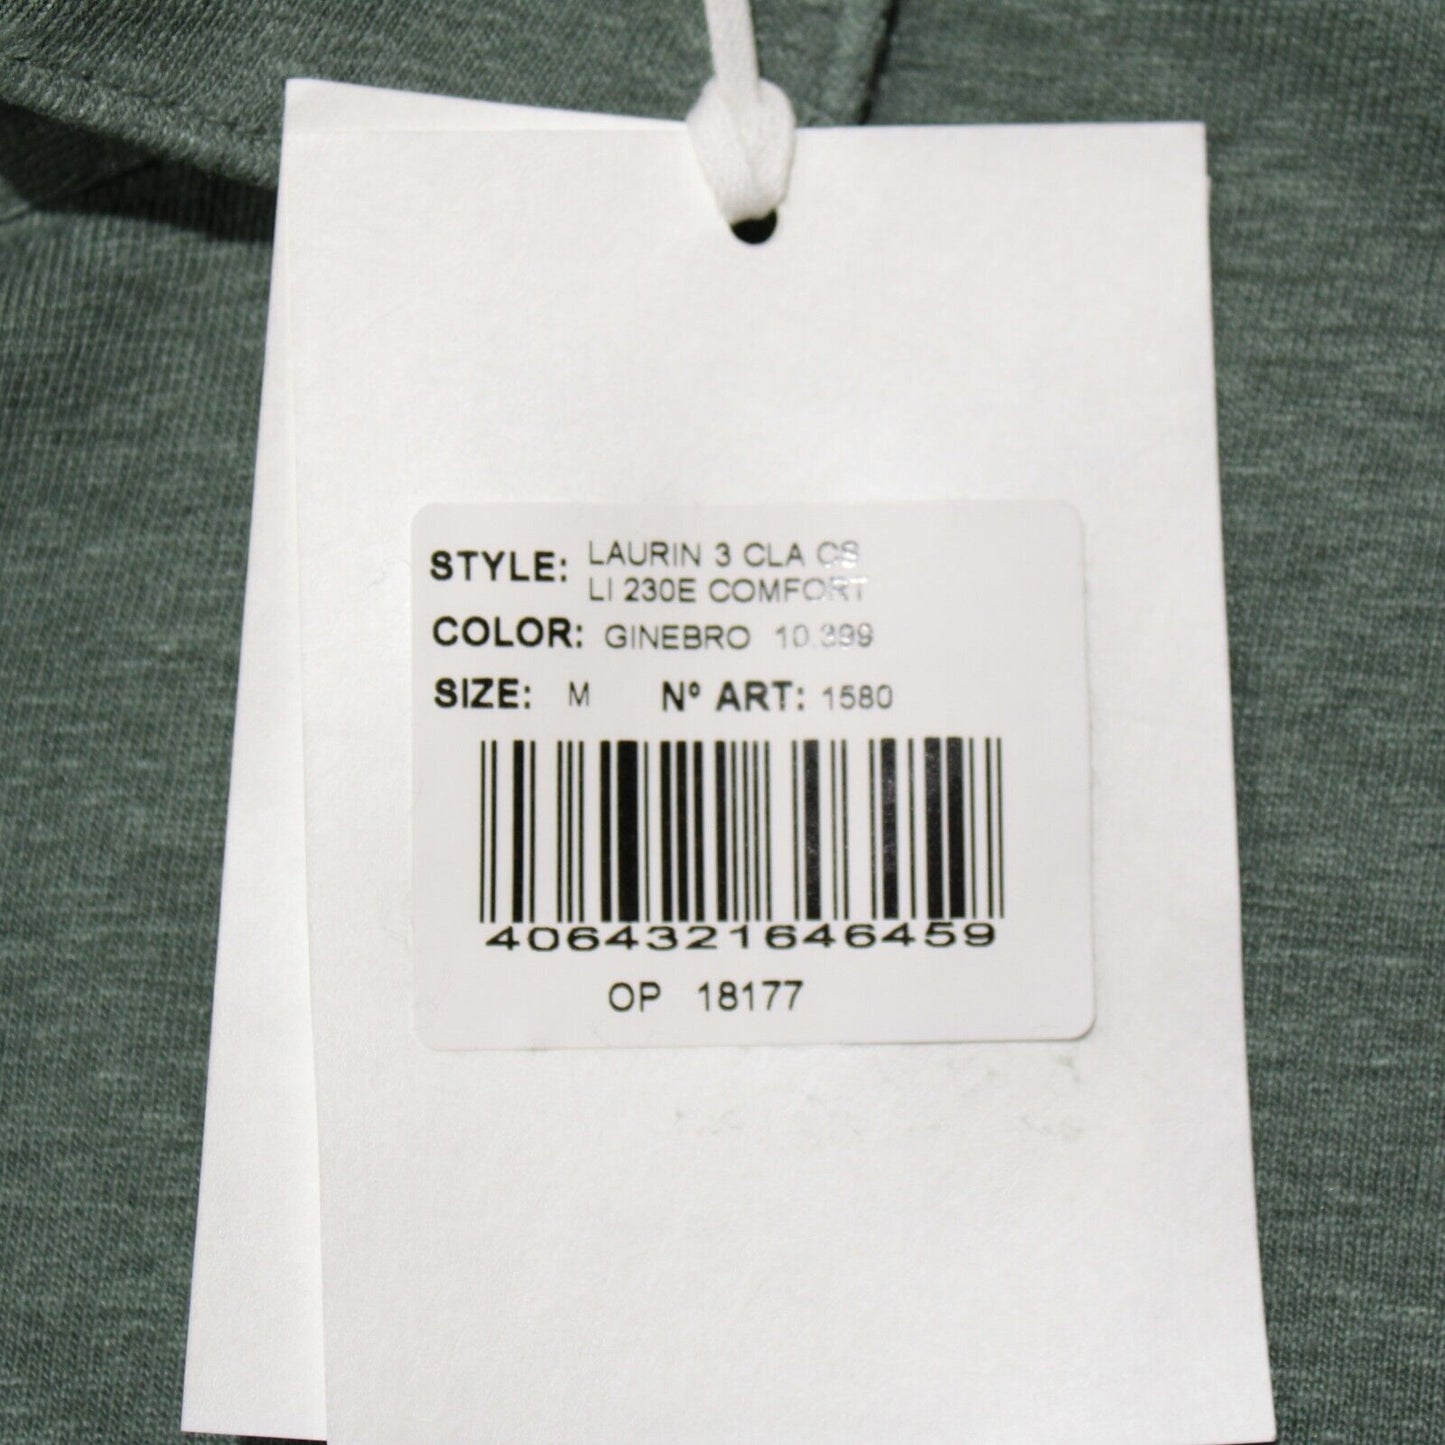 STYLE: LAURIN 3 CLA CS
LI 230E COMFORT
COLOR: GINEBRO 10.399
SIZE: M Nº ART: 1580
4064321646459
OP 18177